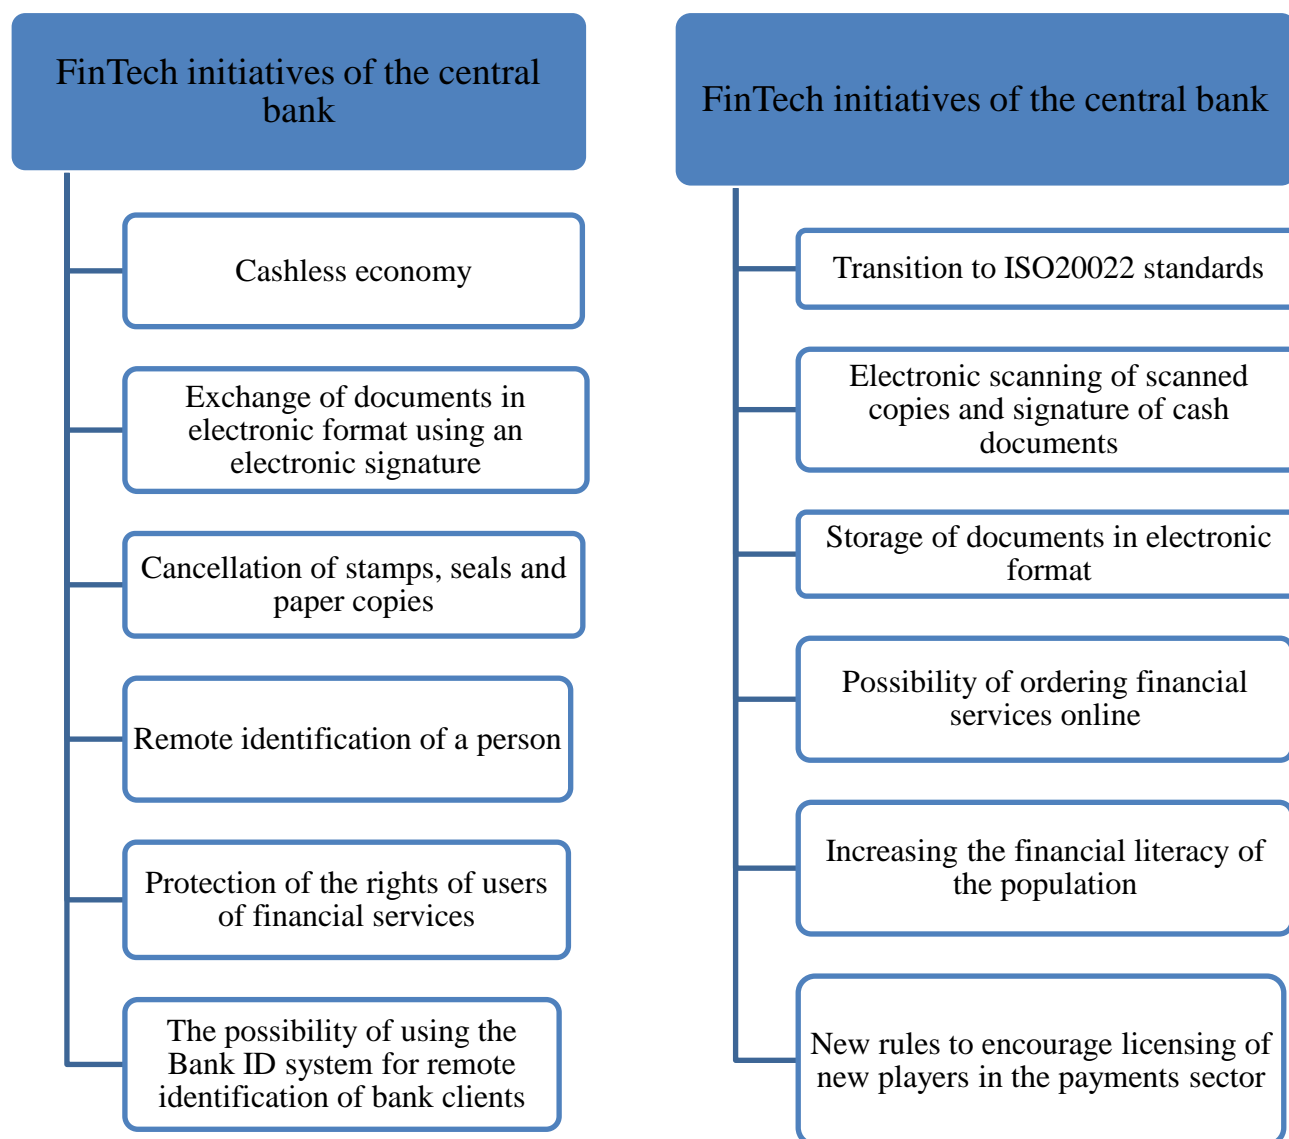 FinTech initiatives of the central
bank
Cashless economy
Exchange of documents in
electronic format using an
electronic signature
Cancellation of stamps, seals and
paper copies
Remote identification of a person
Protection of the rights of users
of financial services
The possibility of using the
Bank ID system for remote
identification of bank clients
FinTech initiatives of the central bank
Transition to ISO20022 standards
Electronic scanning of scanned
copies and signature of cash
documents
Storage of documents in electronic
format
Possibility of ordering financial
services online
Increasing the financial literacy of
the population
New rules to encourage licensing of
new players in the payments sector